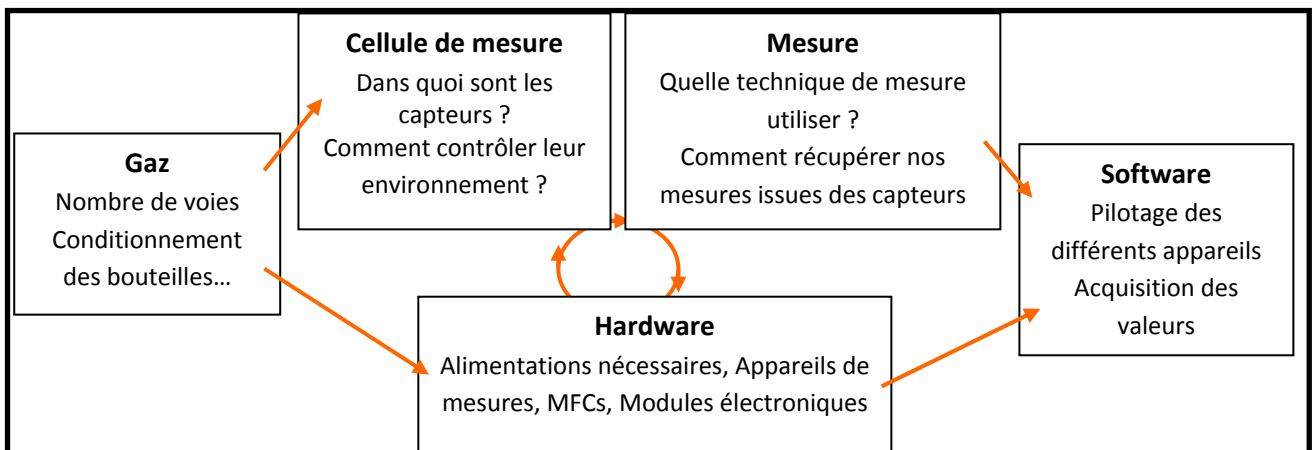 Cellule de mesure
Dans quoi sont les
capteurs ?
Comment contrôler leur
environnement ?
Mesure
Quelle technique de mesure
utiliser ?
Comment récupérer nos
mesures issues des capteurs
Gaz
Nombre de voies
Conditionnement
des bouteilles…
Software
Pilotage des
différents appareils
Acquisition des
valeurs
Hardware
Alimentations nécessaires, Appareils de
mesures, MFCs, Modules électroniques